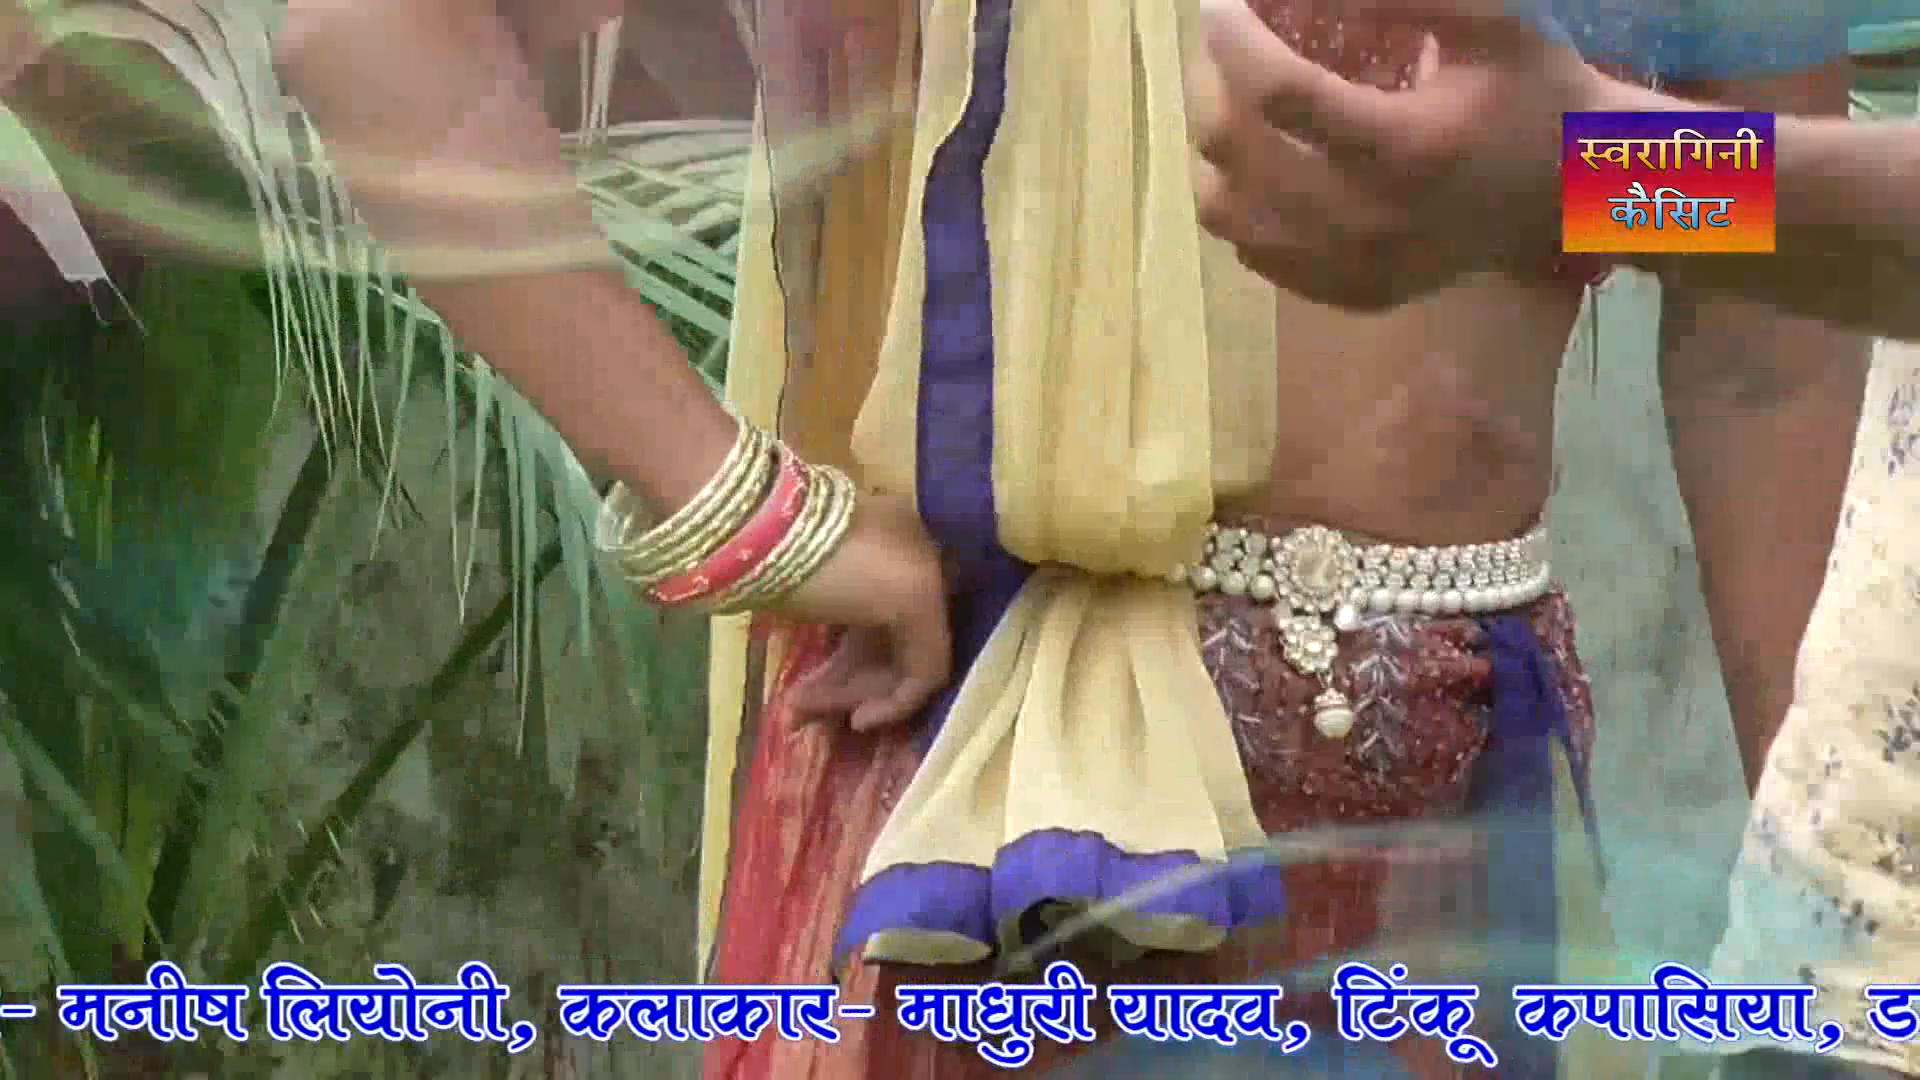 स्वरागिनी
कैसिट
- मनीष लियोनी, कलाकार- माधुरी यादव, टिंकू कपासिया, ड